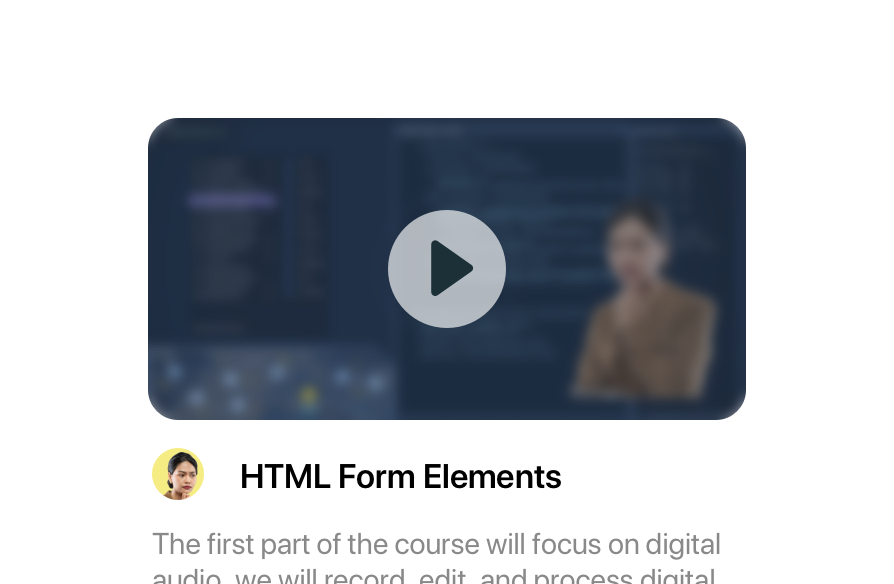 HTML Form Elements
The first part of the course will focus on digital
audio, we will record, edit, and process digital